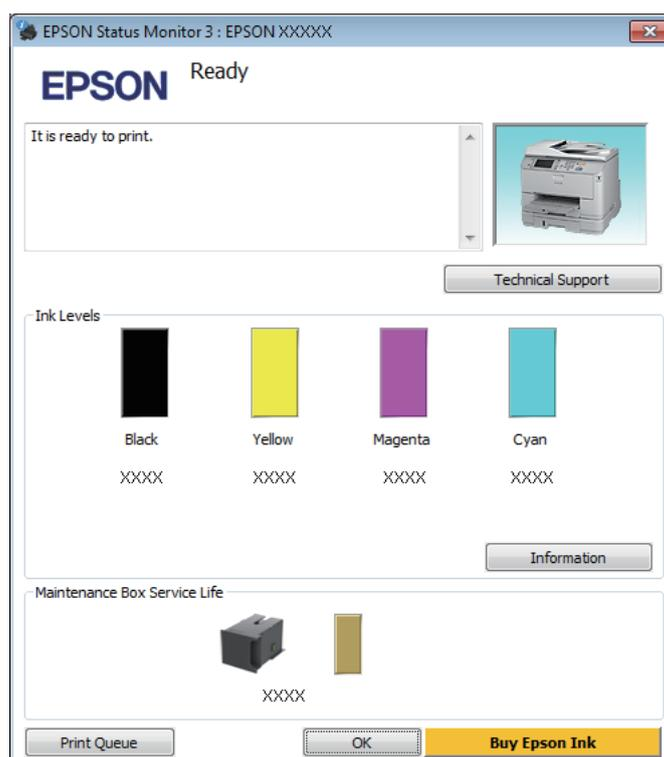 EPSON Status Monitor 3 : EPSON XXXXX
EPSON
Ready
It is ready to print.
Technical Support
Ink Levels
Black Yellow Magenta Cyan
XXXX XXXX XXXX XXXX
Information
Maintenance Box Service Life
XXXX
Print Queue OK Buy Epson Ink